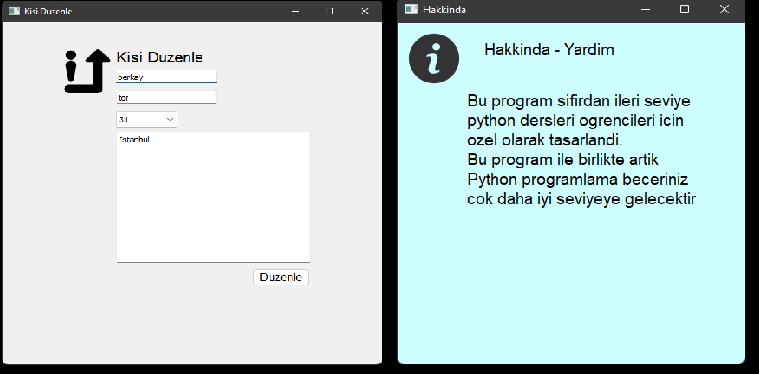 Kisi Duzenle
Kisi Duzenle
berkay
tor
Istanbul
Duzenle
Hakkinda
Hakkinda - Yardim
Bu program sifirdan ileri seviye
python dersleri ogrencileri icin
ozel olarak tasarlandi.
Bu program ile birlikte artik
Python programlama beceriniz
cok daha iyi seviyeye gelecektir